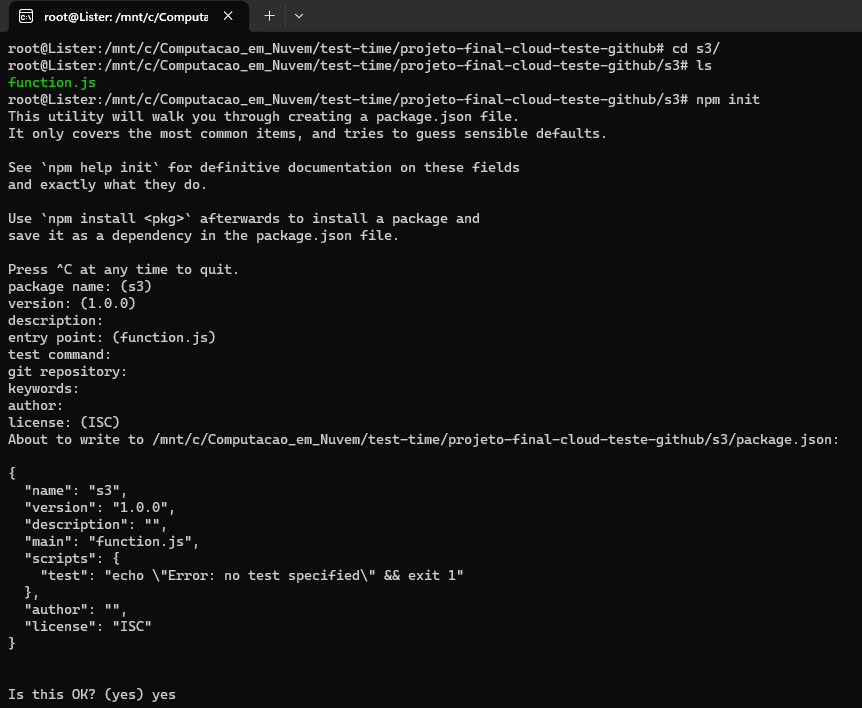 root@Lister: /mnt/c/Computa
root@Lister:/mnt/c/Computacao_em_Nuvem/test-time/projeto-final-cloud-teste-github# cd s3/
root@Lister:/mnt/c/Computacao_em_Nuvem/test-time/projeto-final-cloud-teste-github/s3# ls
function.js
root@Lister:/mnt/c/Computacao_em_Nuvem/test-time/projeto-final-cloud-teste-github/s3# npm init
This utility will walk you through creating a package.json file.
It only covers the most common items, and tries to guess sensible defaults.

See `npm help init` for definitive documentation on these fields
and exactly what they do.

Use `npm install <pkg>` afterwards to install a package and
save it as a dependency in the package.json file.

Press ^C at any time to quit.
package name: (s3)
version: (1.0.0)
description:
entry point: (function.js)
test command:
git repository:
keywords:
author:
license: (ISC)
About to write to /mnt/c/Computacao_em_Nuvem/test-time/projeto-final-cloud-teste-github/s3/package.json:

{
  "name": "s3",
  "version": "1.0.0",
  "description": "",
  "main": "function.js",
  "scripts": {
    "test": "echo \"Error: no test specified\" && exit 1"
  },
  "author": "",
  "license": "ISC"
}

Is this OK? (yes) yes